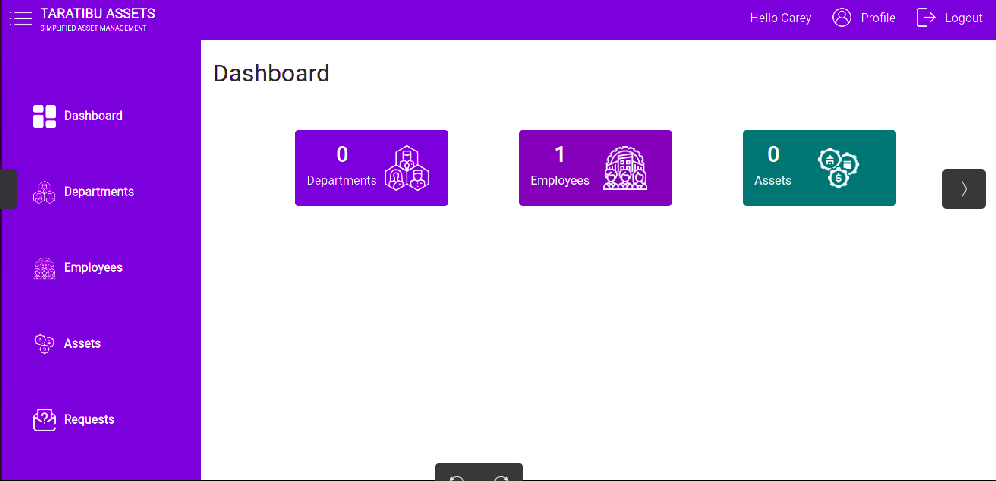 TARATIBU ASSETS
SIMPLIFIED ASSET MANAGEMENT
Hello Carey
Profile
Logout
Dashboard
Departments
Employees
Assets
Requests
Dashboard
0
Departments
1
Employees
0
Assets